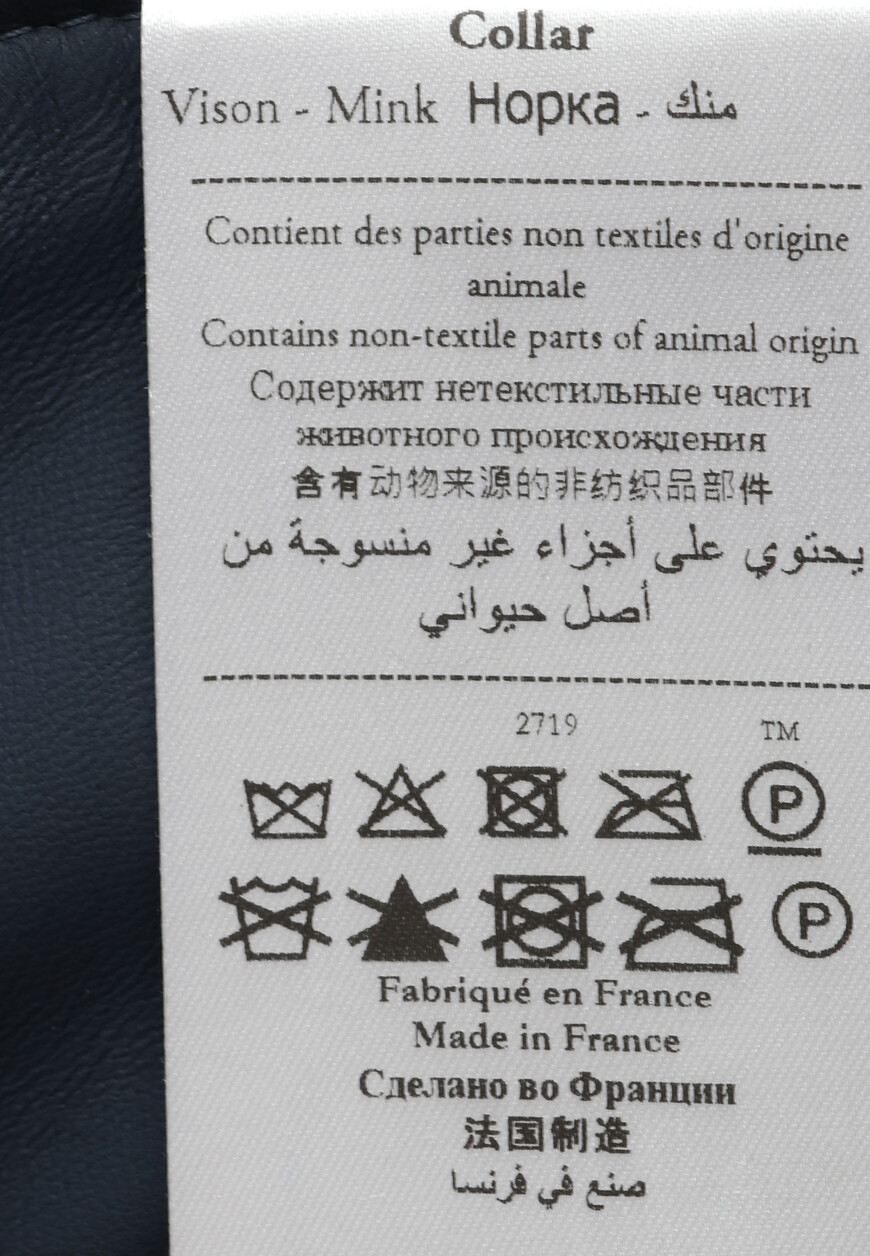 Collar
Vison - Mink Норка - منك
Contient des parties non textiles d'origine
animale
Contains non-textile parts of animal origin
Содержит нетекстильные части
животного происхождения
含有动物来源的非纺织品部件
يحتوي على أجزاء غير منسوجة من
أصل حيواني
2719 TM
P
P
Fabriqué en France
Made in France
Сделано во Франции
法国制造
صنع في فرنسا